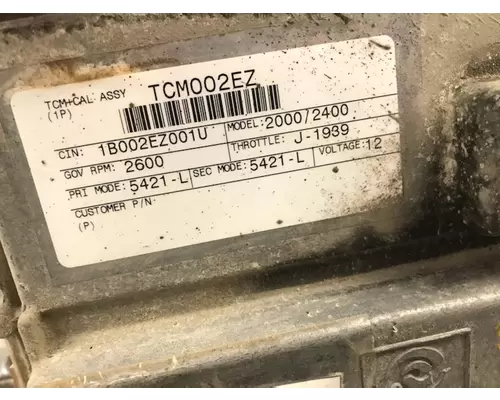 TCM+CAL ASSY TCM002EZ
(1P)
CIN: 1B002EZ001U MODEL: 2000/2400
GOV RPM: 2600 THROTTLE: J-1939
PRI MODE: 5421-L SEC MODE: 5421-L VOLTAGE: 12
CUSTOMER P/N
(P)